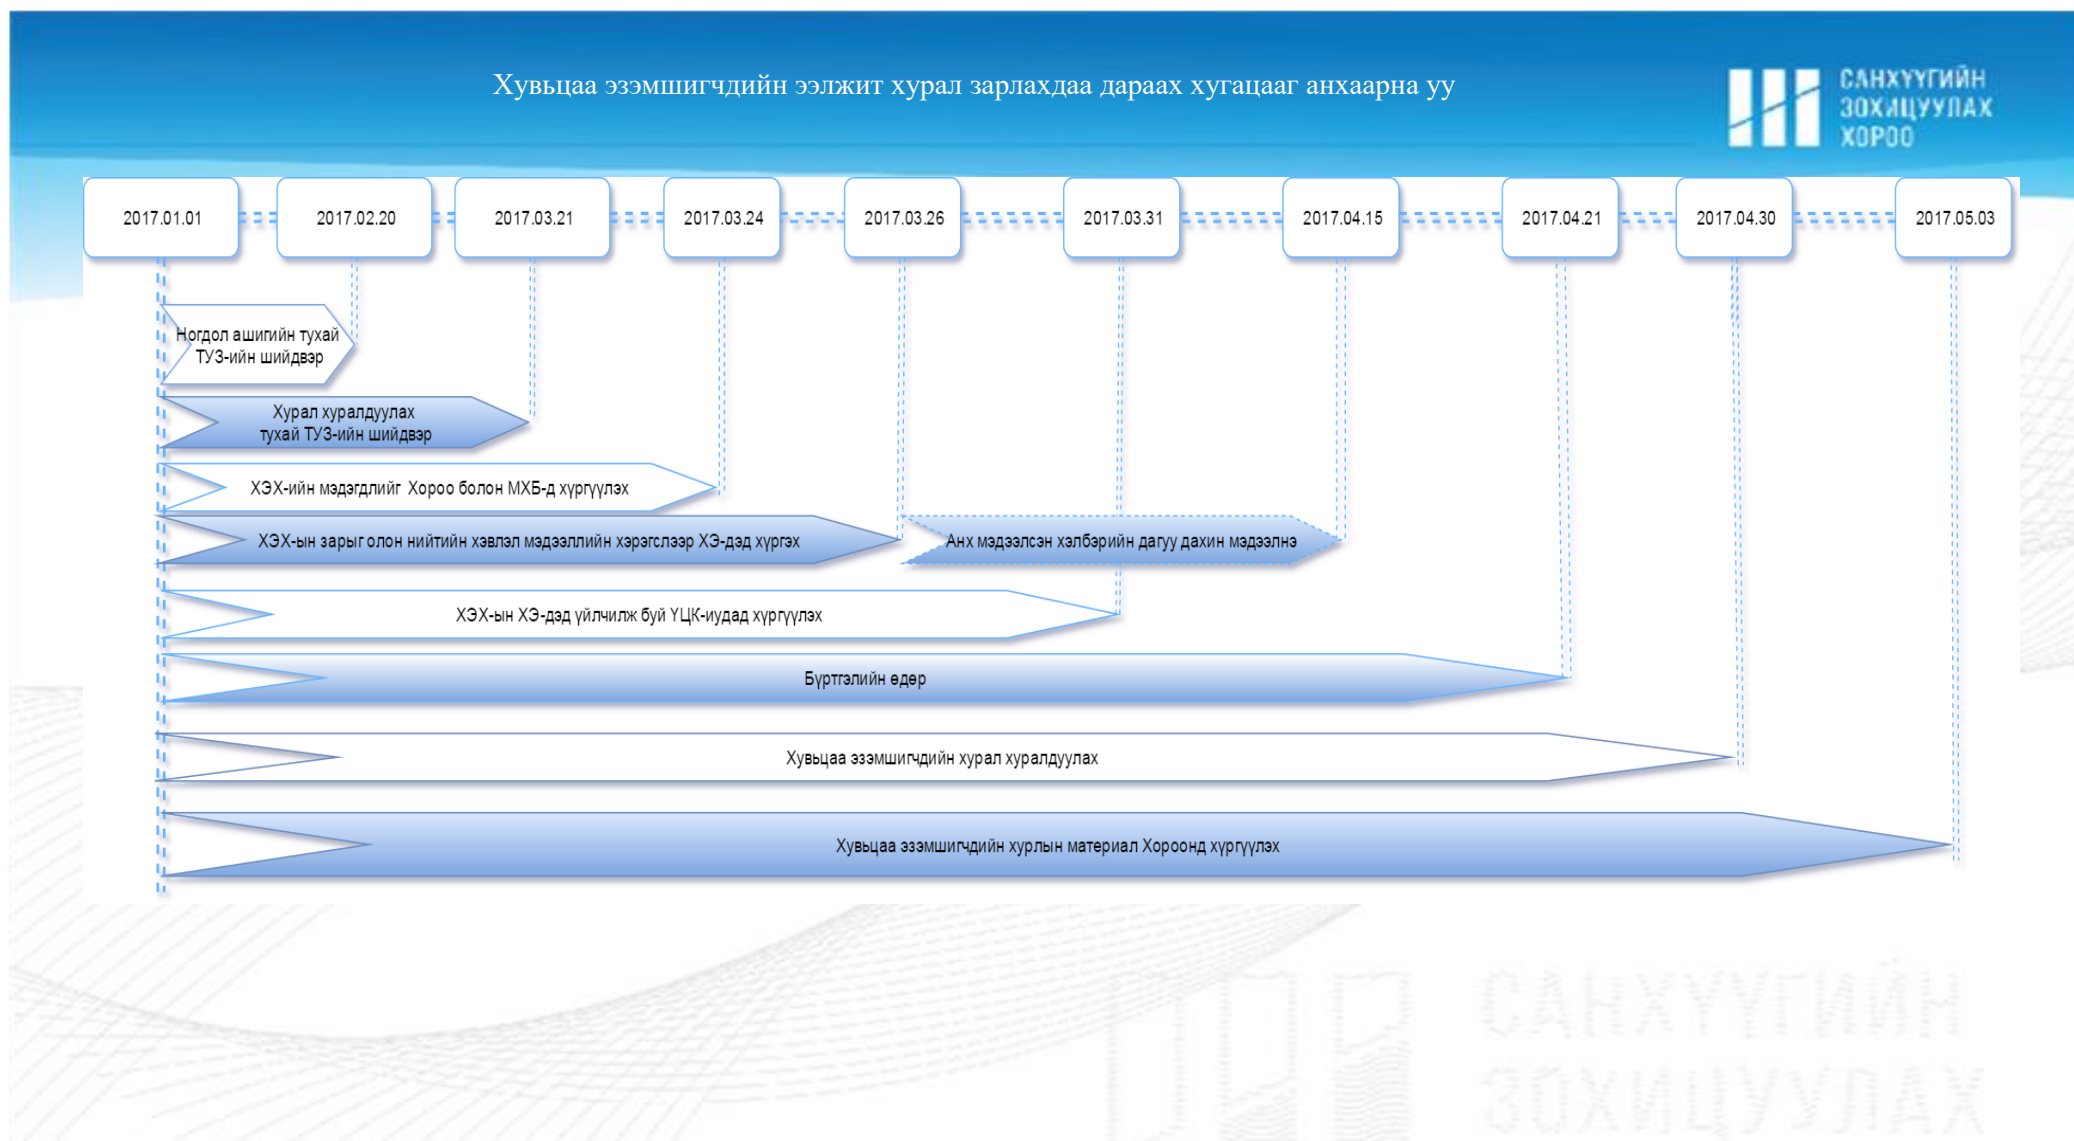 Хувьцаа эзэмшигчдийн ээлжит хурал зарлахдаа дараах хугацааг анхаарна уу
САНХҮҮГИЙН
ЗОХИЦУУЛАХ
ХОРОО
2017.01.01
2017.02.20
2017.03.21
2017.03.24
2017.03.26
2017.03.31
2017.04.15
2017.04.21
2017.04.30
2017.05.03
Ногдол ашигийн тухай
ТУЗ-ийн шийдвэр
Хурал хуралдуулах
тухай ТУЗ-ийн шийдвэр
ХЭХ-ийн мэдэгдлийг Хороо болон МХБ-д хүргүүлэх
ХЭХ-ын зарыг олон нийтийн хэвлэл мэдээллийн хэрэгслээр ХЭ-дэд хүргэх
Анх мэдээлсэн хэлбэрийн дагуу дахин мэдээлнэ
ХЭХ-ын ХЭ-дэд үйлчилж буй ҮЦК-иудад хүргүүлэх
Бүртгэлийн өдөр
Хувьцаа эзэмшигчдийн хурал хуралдуулах
Хувьцаа эзэмшигчдийн хурлын материал Хороонд хүргүүлэх
САНХҮҮГИЙН
ЗОХИЦУУЛАХ